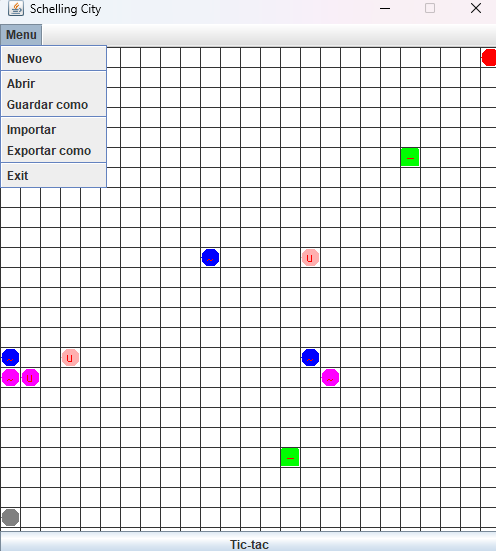 Schelling City
Menu
Nuevo
Abrir
Guardar como
Importar
Exportar como
Exit
U
U
Tic-tac